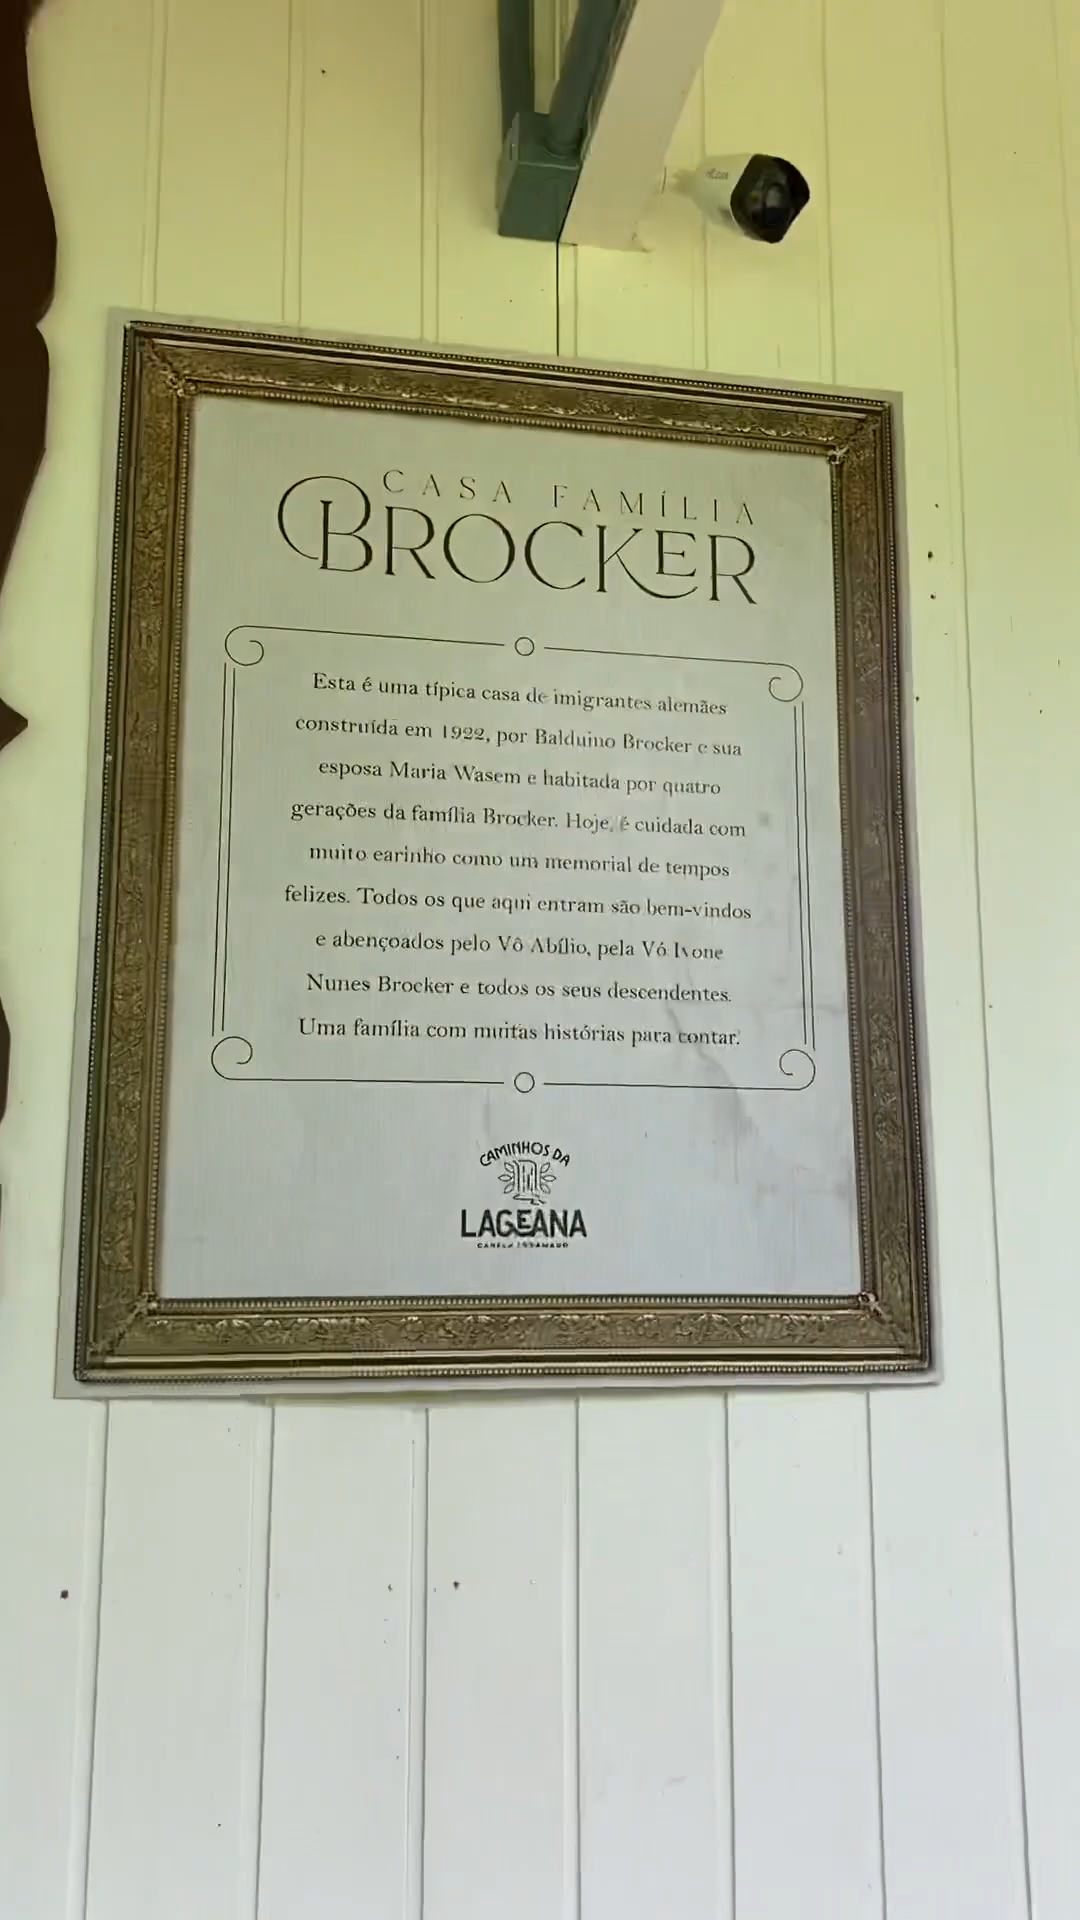 CASA FAMÍLIA
BROCKER
Esta é uma típica casa de imigrantes alemães
construída em 1922, por Balduino Brocker e sua
esposa Maria Wasem e habitada por quatro
gerações da família Brocker. Hoje, é cuidada com
muito carinho como um memorial de tempos
felizes. Todos os que aqui entram são bem-vindos
e abençoados pelo Vô Abílio, pela Vó Ivone
Nunes Brocker e todos os seus descendentes.
Uma família com muitas histórias para contar.
CAMINHOS DA
LAGEANA